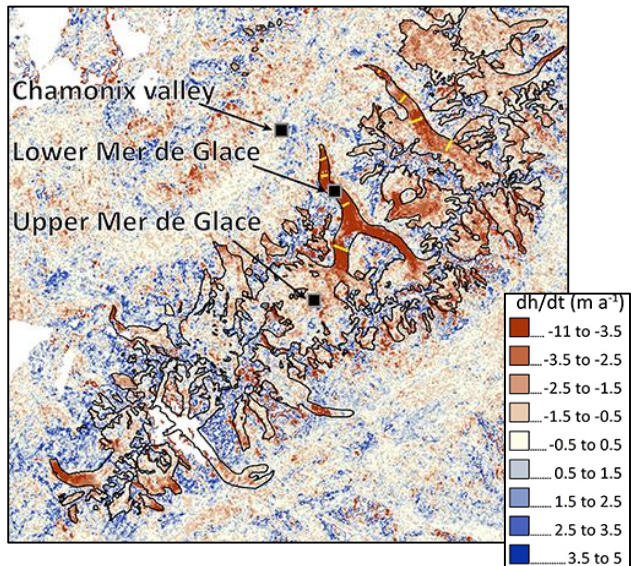 Chamonix valley
Lower Mer de Glace
Upper Mer de Glace
dh/dt (m a⁻¹)
-11 to -3.5
-3.5 to -2.5
-2.5 to -1.5
-1.5 to -0.5
-0.5 to 0.5
0.5 to 1.5
1.5 to 2.5
2.5 to 3.5
3.5 to 5